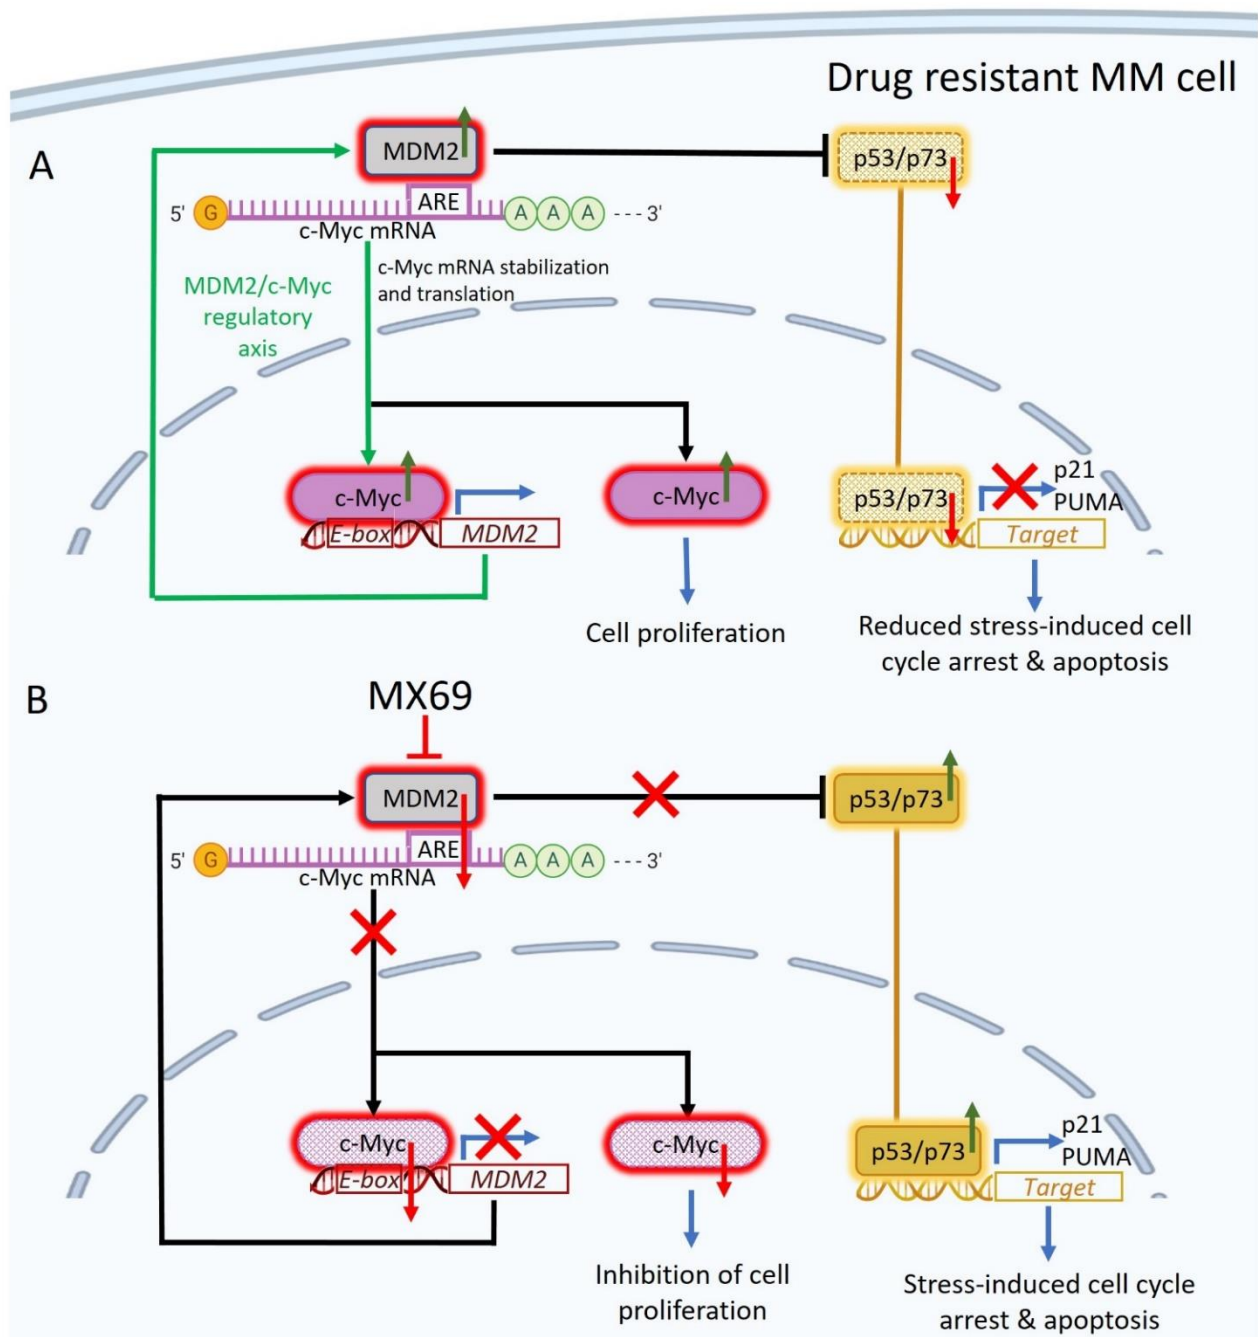 Drug resistant MM cell
A
MDM2
p53/p73
5' G ARE A A A --- 3'
c-Myc mRNA
c-Myc mRNA stabilization
and translation
MDM2/c-Myc
regulatory
axis
c-Myc
E-box
MDM2
c-Myc
p53/p73
p21
PUMA
Target
Cell proliferation
Reduced stress-induced cell
cycle arrest & apoptosis
B
MX69
MDM2
p53/p73
5' G ARE A A A --- 3'
c-Myc mRNA
c-Myc
E-box
MDM2
c-Myc
p53/p73
p21
PUMA
Target
Inhibition of cell
proliferation
Stress-induced cell cycle
arrest & apoptosis